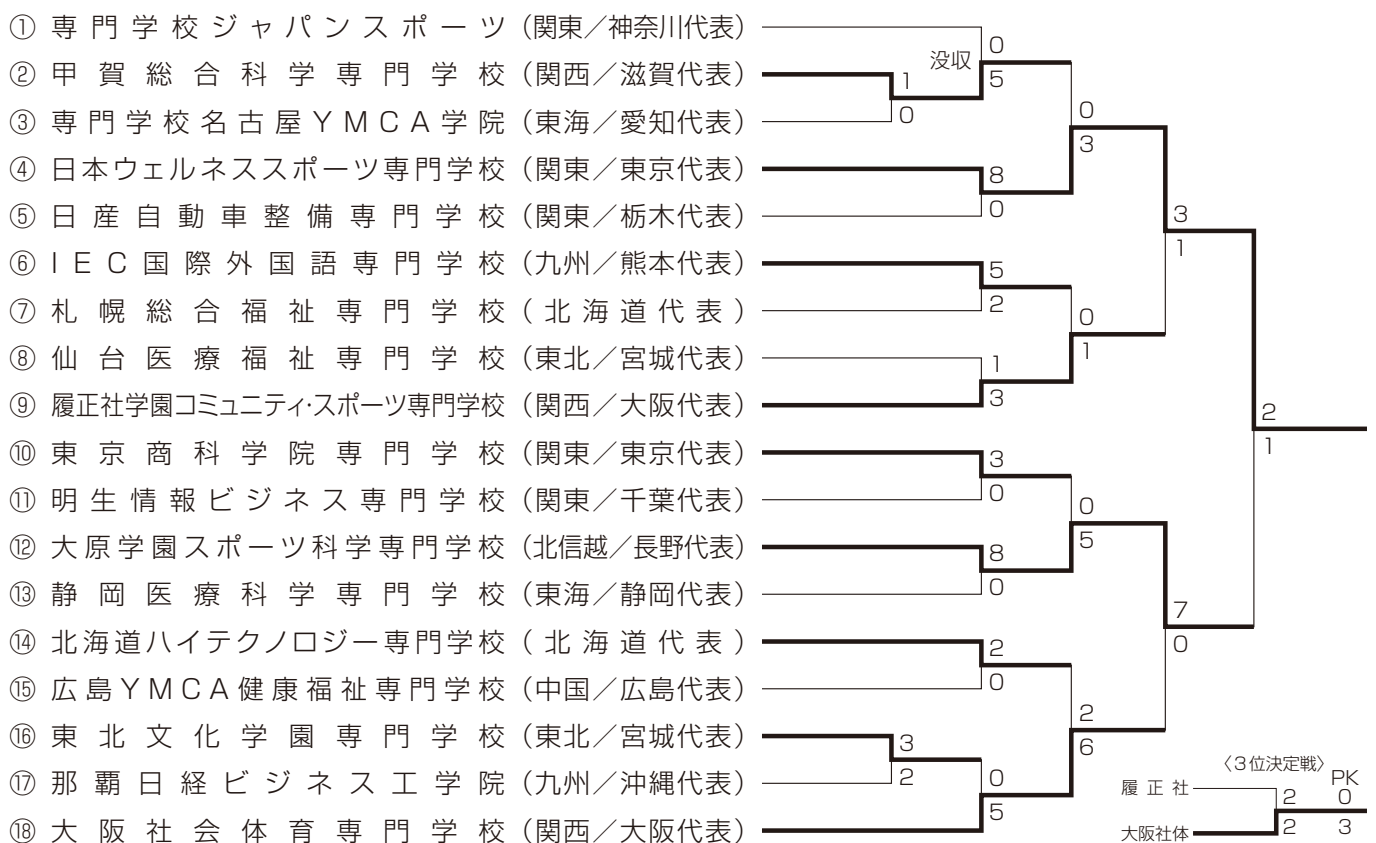 ① 専門学校ジャパンスポーツ (関東／神奈川代表)
② 甲賀総合科学専門学校 (関西／滋賀代表)
③ 専門学校名古屋YMCA学院 (東海／愛知代表)
④ 日本ウェルネススポーツ専門学校 (関東／東京代表)
⑤ 日産自動車整備専門学校 (関東／栃木代表)
⑥ IEC国際外国語専門学校 (九州／熊本代表)
⑦ 札幌総合福祉専門学校 (北海道代表)
⑧ 仙台医療福祉専門学校 (東北／宮城代表)
⑨ 履正社学園コミュニティ・スポーツ専門学校 (関西／大阪代表)
⑩ 東京商科学院専門学校 (関東／東京代表)
⑪ 明生情報ビジネス専門学校 (関東／千葉代表)
⑫ 大原学園スポーツ科学専門学校 (北信越／長野代表)
⑬ 静岡医療科学専門学校 (東海／静岡代表)
⑭ 北海道ハイテクノロジー専門学校 (北海道代表)
⑮ 広島YMCA健康福祉専門学校 (中国／広島代表)
⑯ 東北文化学園専門学校 (東北／宮城代表)
⑰ 那覇日経ビジネス工学院 (九州／沖縄代表)
⑱ 大阪社会体育専門学校 (関西／大阪代表)
1
0
3
2
没収
0
5
8
0
5
2
1
3
3
0
8
0
2
0
0
5
0
3
0
1
0
5
2
6
3
1
7
0
2
1
〈3位決定戦〉
PK
履正社 2 0
大阪社体 2 3